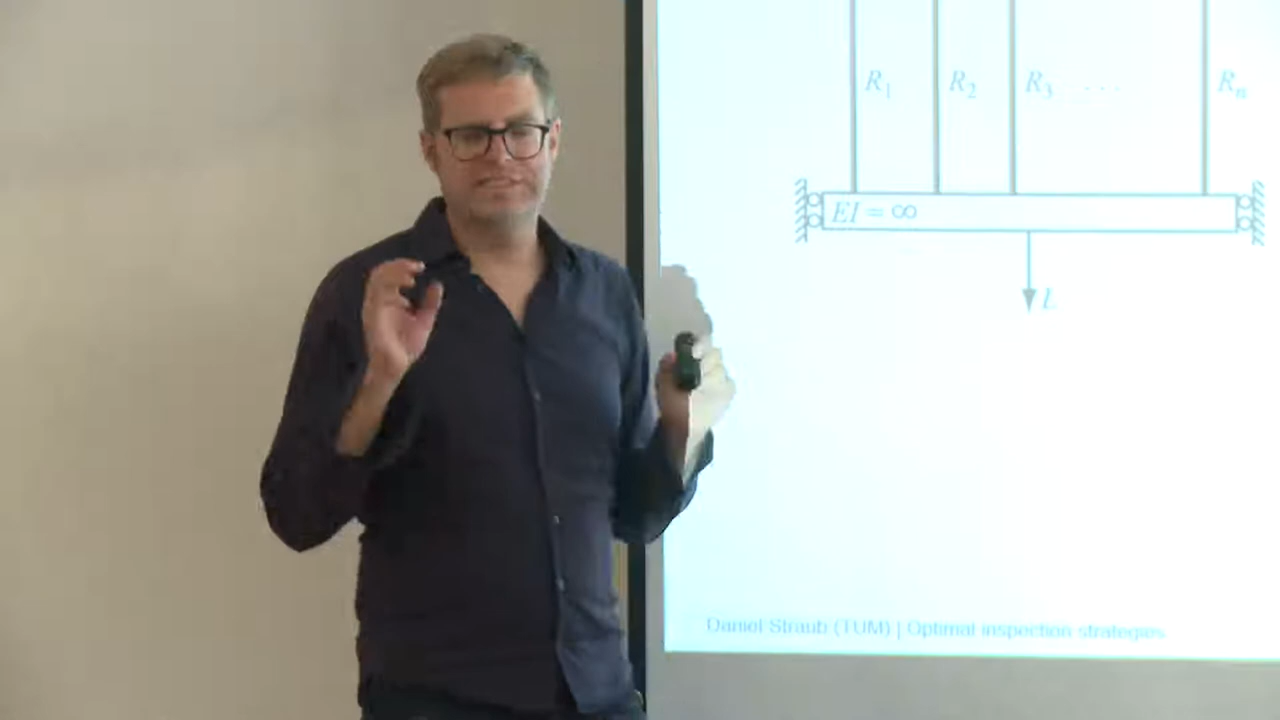 R₁ R₂ R₃ ... Rₙ
EI = ∞
L
Daniel Straub (TUM) | Optimal inspection strategies